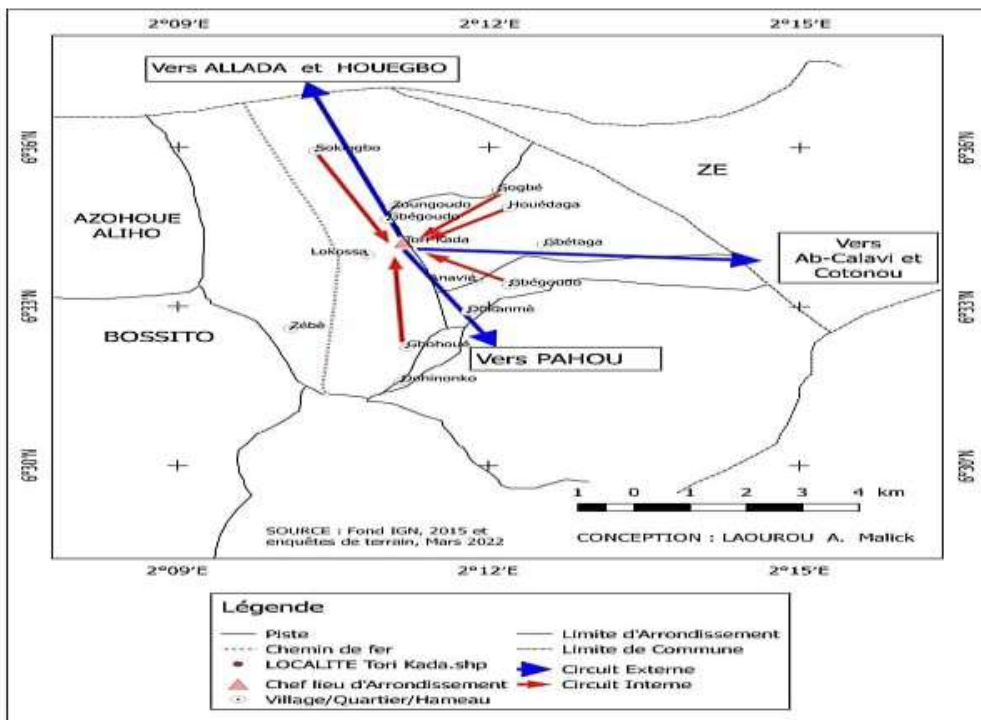 2°09'E
2°12'E
2°15'E
Vers ALLADA et HOUEGBO
6°36'N
6°36'N
ZE
Gogbé
Houédaga
Zoungoudo
Gbégoudo
AZOHOUE
ALIHO
Tori Kada
Gbétaga
Lokossa
Vers
Ab-Calavi et
Cotonou
Anavié
Gbégoudo
6°33'N
6°33'N
BOSSITO
Zébè
Gbohoué
Vers PAHOU
6°30'N
6°30'N
1 0 1 2 3 4 km
SOURCE : Fond IGN, 2015 et
enquêtes de terrain, Mars 2022
CONCEPTION : LAOUROU A. Malick
2°09'E
2°12'E
2°15'E
Légende
Piste
Chemin de fer
LOCALITE Tori Kada.shp
Chef lieu d'Arrondissement
Village/Quartier/Hameau
Limite d'Arrondissement
Limite de Commune
Circuit Externe
Circuit Interne